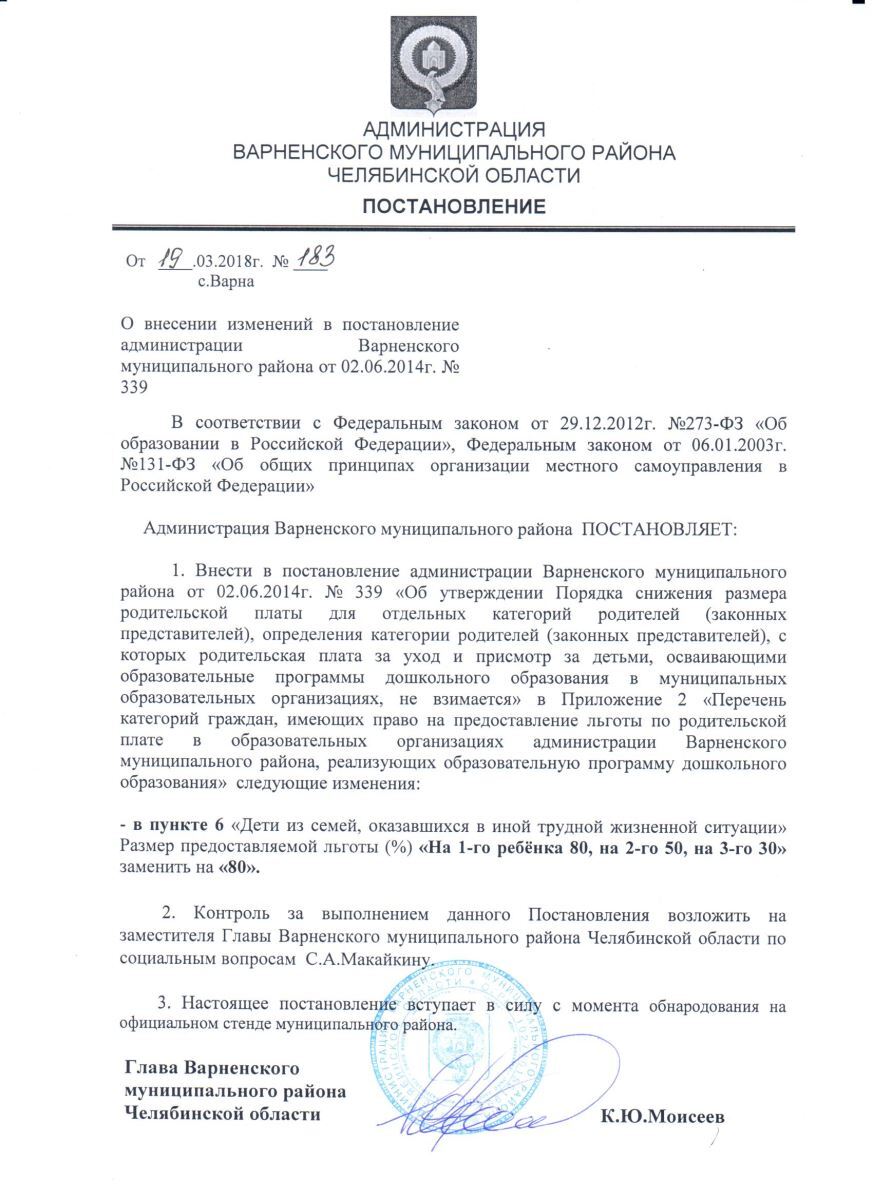 АДМИНИСТРАЦИЯ
ВАРНЕНСКОГО МУНИЦИПАЛЬНОГО РАЙОНА
ЧЕЛЯБИНСКОЙ ОБЛАСТИ
ПОСТАНОВЛЕНИЕ
От 19.03.2018г. № 183
с.Варна
О внесении изменений в постановление
администрации Варненского
муниципального района от 02.06.2014г. №
339
В соответствии с Федеральным законом от 29.12.2012г. №273-ФЗ «Об
образовании в Российской Федерации», Федеральным законом от 06.01.2003г.
№131-ФЗ «Об общих принципах организации местного самоуправления в
Российской Федерации»
Администрация Варненского муниципального района ПОСТАНОВЛЯЕТ:
1. Внести в постановление администрации Варненского муниципального
района от 02.06.2014г. № 339 «Об утверждении Порядка снижения размера
родительской платы для отдельных категорий родителей (законных
представителей), определения категории родителей (законных представителей), с
которых родительская плата за уход и присмотр за детьми, осваивающими
образовательные программы дошкольного образования в муниципальных
образовательных организациях, не взимается» в Приложение 2 «Перечень
категорий граждан, имеющих право на предоставление льготы по родительской
плате в образовательных организациях администрации Варненского
муниципального района, реализующих образовательную программу дошкольного
образования» следующие изменения:
- в пункте 6 «Дети из семей, оказавшихся в иной трудной жизненной ситуации»
Размер предоставляемой льготы (%) «На 1-го ребёнка 80, на 2-го 50, на 3-го 30»
заменить на «80».
2. Контроль за выполнением данного Постановления возложить на
заместителя Главы Варненского муниципального района Челябинской области по
социальным вопросам С.А.Макайкину.
3. Настоящее постановление вступает в силу с момента обнародования на
официальном стенде муниципального района.
Глава Варненского
муниципального района
Челябинской области К.Ю.Моисеев